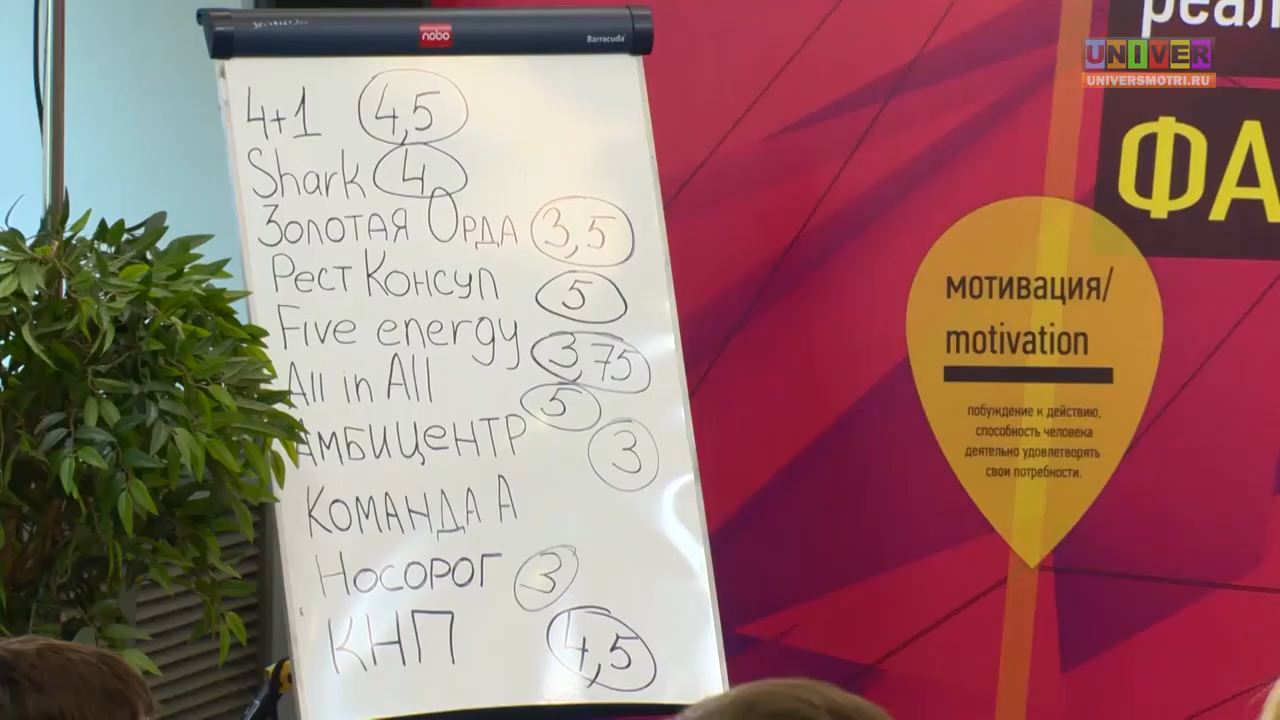 nobo
Barracuda
4+1 4,5
Shark 4
Золотая Орда 3,5
Рест Консул 5
Five energy 3,75
All in All 5
Амбицентр 3
Команда А
Носорог 3
КНП 4,5
реал
UNIVER
UNIVERSMOTRI.RU
ФА
мотивация/
motivation
побуждение к действию,
способность человека
деятельно удовлетворять
свои потребности.